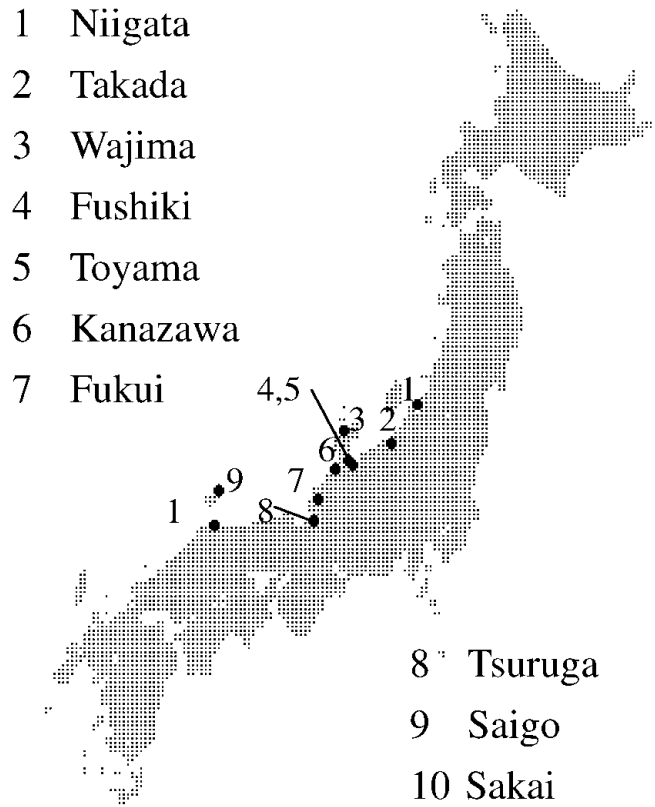 1 Niigata
2 Takada
3 Wajima
4 Fushiki
5 Toyama
6 Kanazawa
7 Fukui
4,5
1
3
2
6
9
7
1
8
8 Tsuruga
9 Saigo
10 Sakai